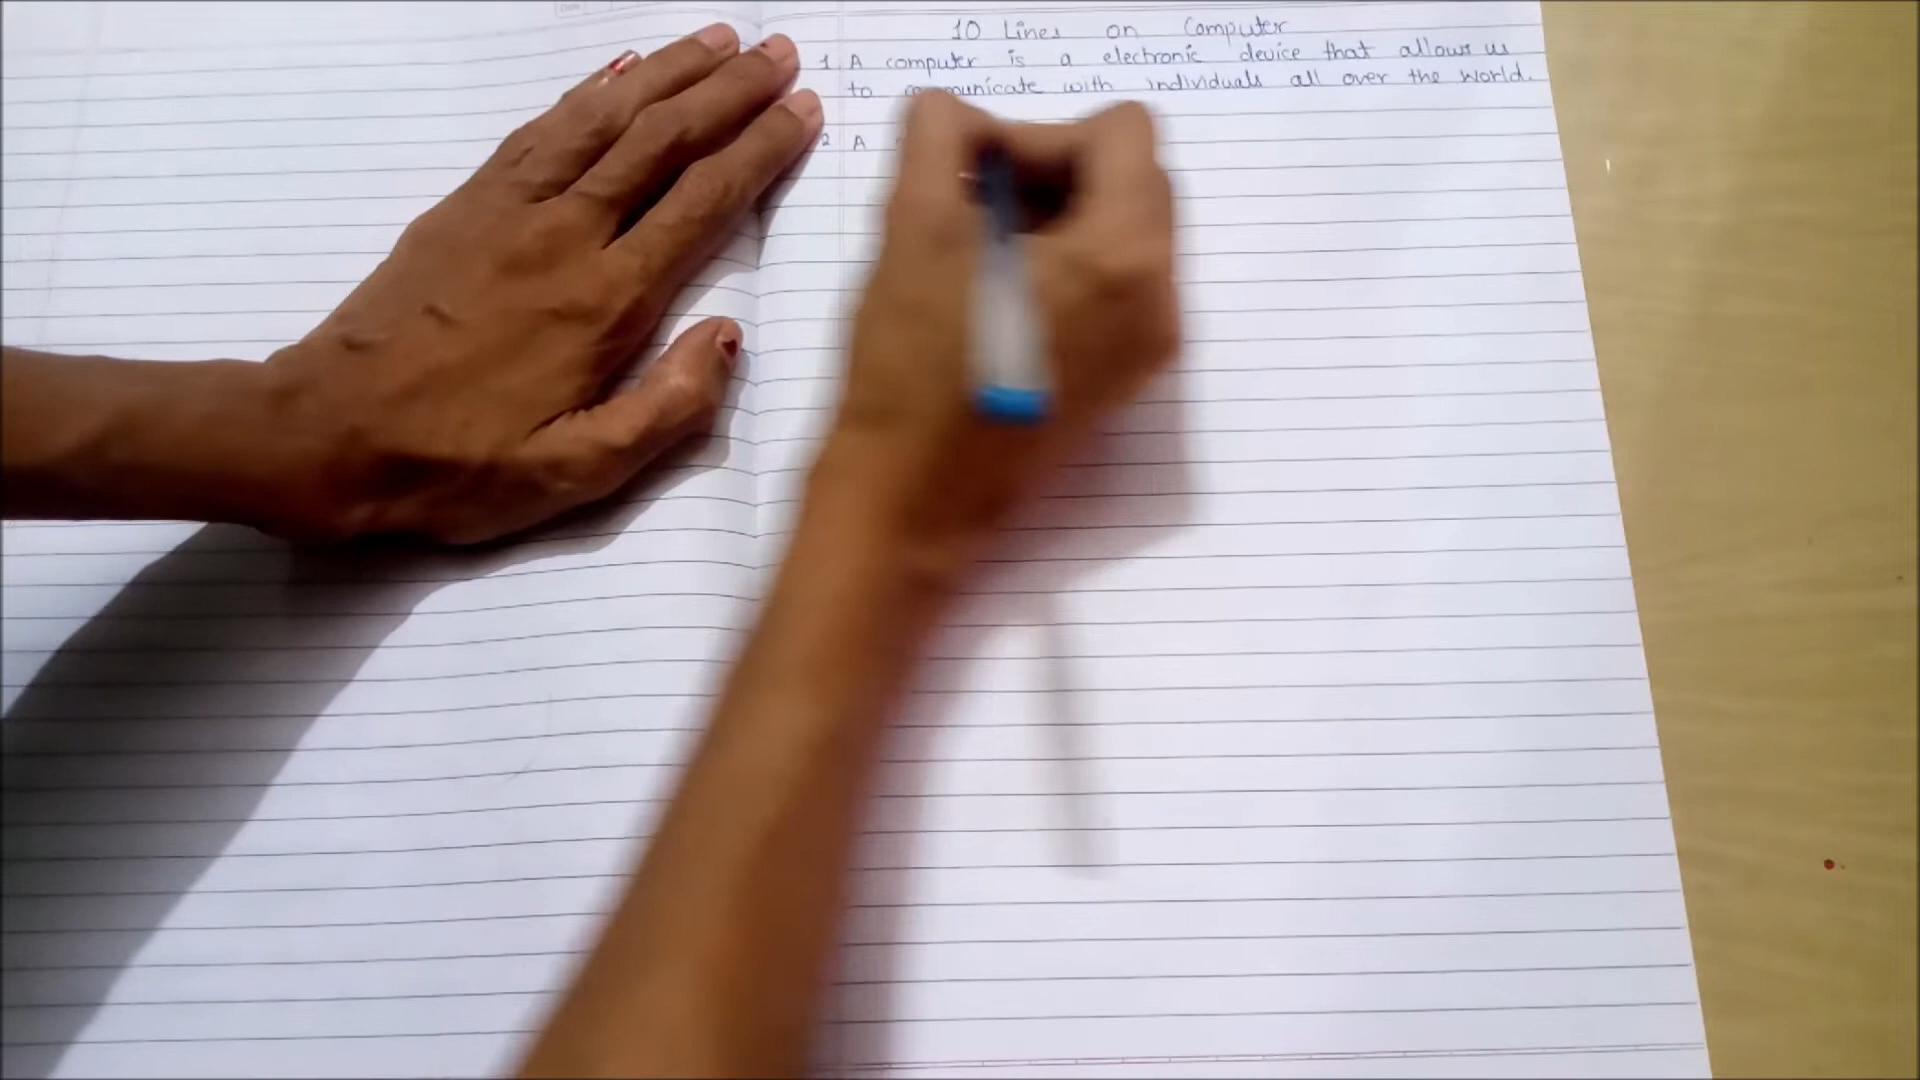 10 Lines on Computer
1 A computer is a electronic device that allows us
to communicate with individuals all over the world.
2 A